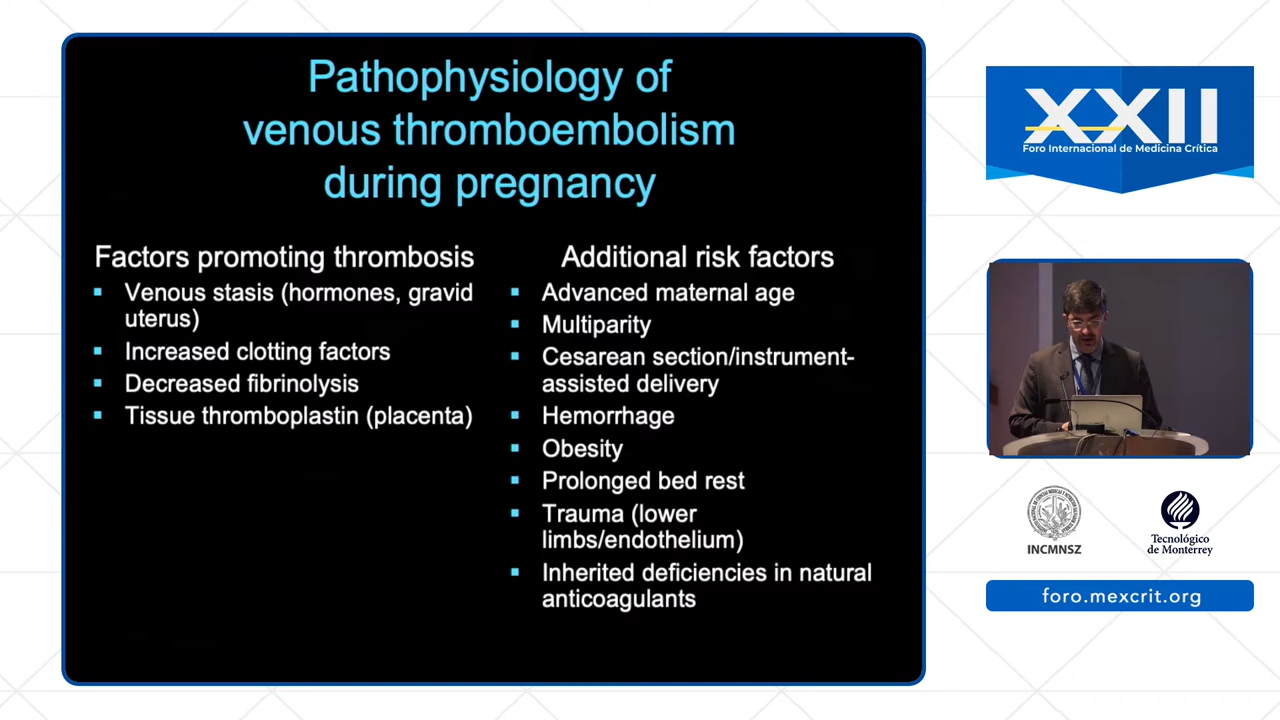 Pathophysiology of
venous thromboembolism
during pregnancy
Factors promoting thrombosis
▪ Venous stasis (hormones, gravid
uterus)
▪ Increased clotting factors
▪ Decreased fibrinolysis
▪ Tissue thromboplastin (placenta)
Additional risk factors
▪ Advanced maternal age
▪ Multiparity
▪ Cesarean section/instrument-
assisted delivery
▪ Hemorrhage
▪ Obesity
▪ Prolonged bed rest
▪ Trauma (lower
limbs/endothelium)
▪ Inherited deficiencies in natural
anticoagulants
XXII
Foro Internacional de Medicina Crítica
INCMNSZ
Tecnológico
de Monterrey
foro.mexcrit.org